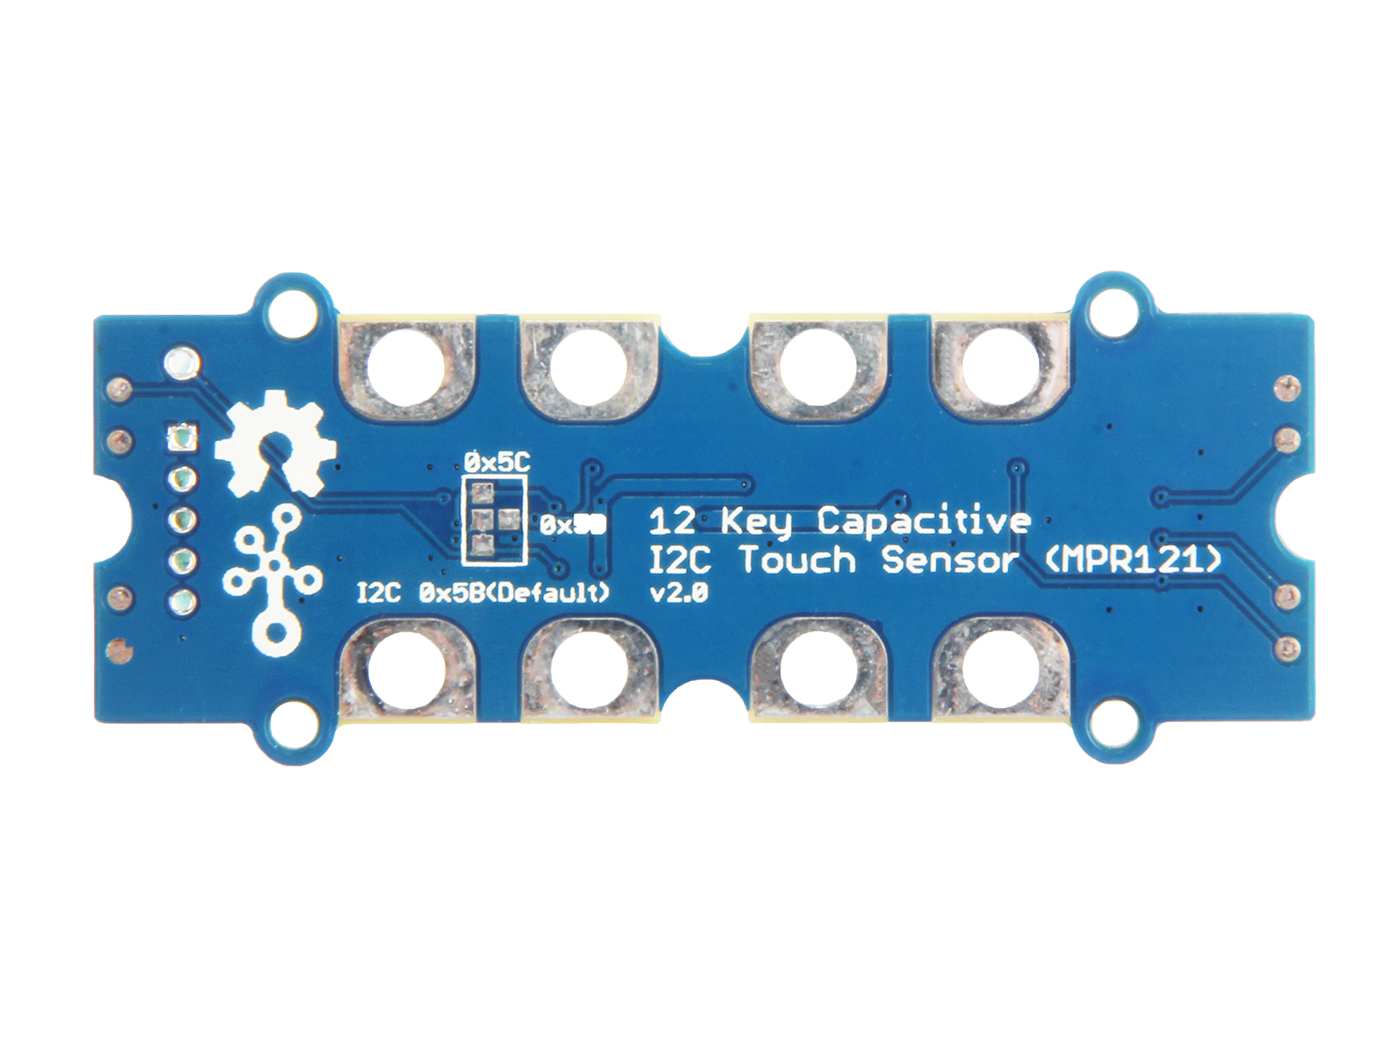 0x5C
12 Key Capacitive
I2C Touch Sensor (MPR121)
I2C 0x5B(Default)
v2.0